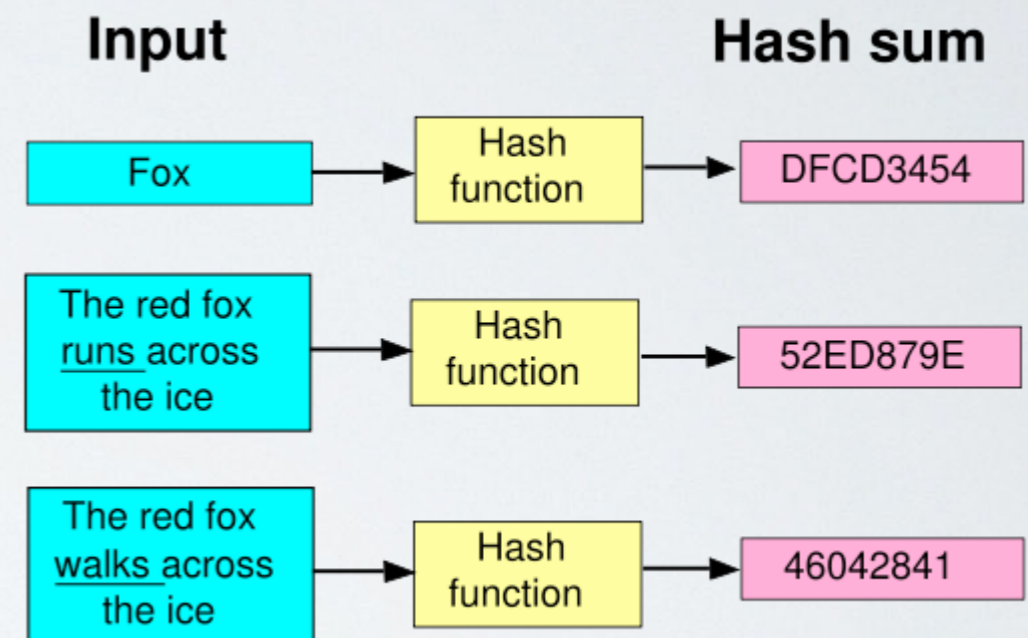 Input
Hash sum
Fox
Hash
function
DFCD3454
The red fox
runs across
the ice
Hash
function
52ED879E
The red fox
walks across
the ice
Hash
function
46042841